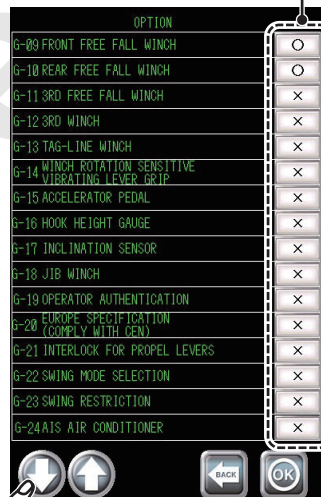 OPTION
G-09 FRONT FREE FALL WINCH O
G-10 REAR FREE FALL WINCH O
G-11 3RD FREE FALL WINCH ×
G-12 3RD WINCH ×
G-13 TAG-LINE WINCH ×
G-14 WINCH ROTATION SENSITIVE
VIBRATING LEVER GRIP ×
G-15 ACCELERATOR PEDAL ×
G-16 HOOK HEIGHT GAUGE ×
G-17 INCLINATION SENSOR ×
G-18 JIB WINCH ×
G-19 OPERATOR AUTHENTICATION ×
G-20 EUROPE SPECIFICATION
(COMPLY WITH CEN) ×
G-21 INTERLOCK FOR PROPEL LEVERS ×
G-22 SWING MODE SELECTION ×
G-23 SWING RESTRICTION ×
G-24 AIS AIR CONDITIONER ×
BACK OK